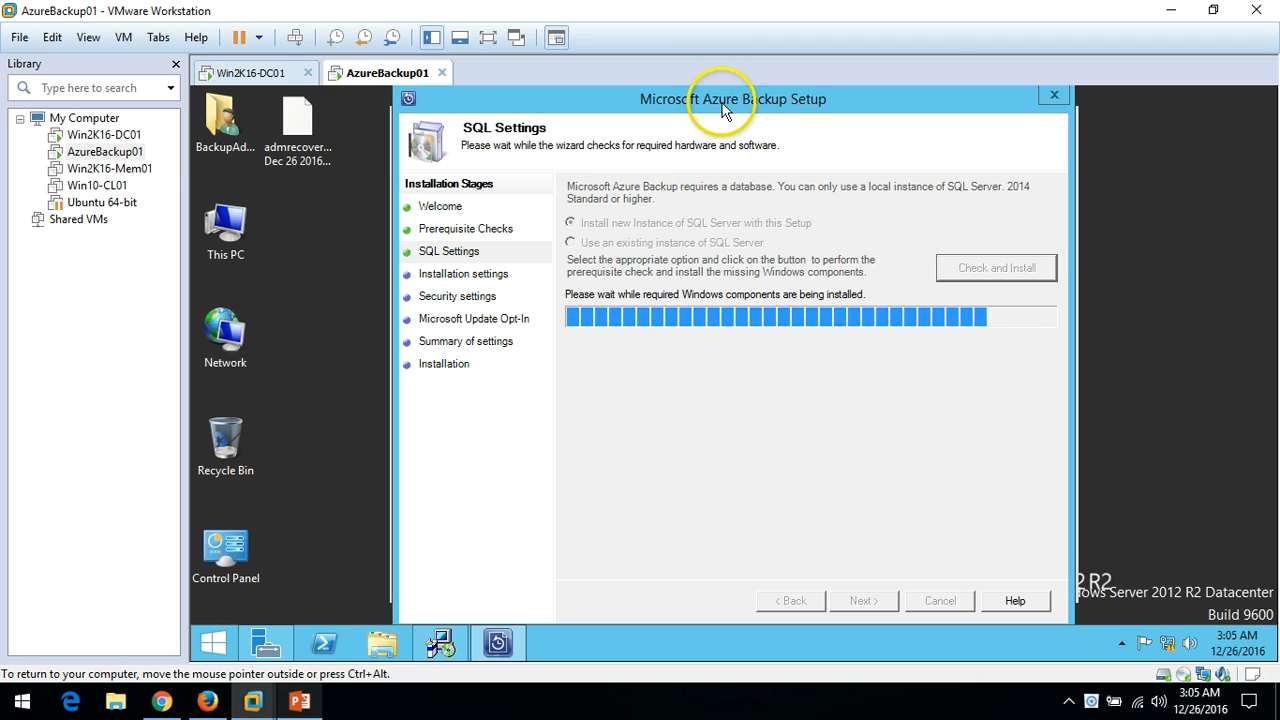 AzureBackup01 - VMware Workstation
File Edit View VM Tabs Help
Library
Type here to search
My Computer
Win2K16-DC01
AzureBackup01
Win2K16-Mem01
Win10-CL01
Ubuntu 64-bit
Shared VMs
Win2K16-DC01
AzureBackup01
BackupAd...
admrecover...
Dec 26 2016...
This PC
Network
Recycle Bin
Control Panel
Microsoft Azure Backup Setup
SQL Settings
Please wait while the wizard checks for required hardware and software.
Installation Stages
Welcome
Prerequisite Checks
SQL Settings
Installation settings
Security settings
Microsoft Update Opt-In
Summary of settings
Installation
Microsoft Azure Backup requires a database. You can only use a local instance of SQL Server. 2014
Standard or higher.
Install new Instance of SQL Server with this Setup
Use an existing instance of SQL Server
Select the appropriate option and click on the button to perform the
prerequisite check and install the missing Windows components.
Check and Install
Please wait while required Windows components are being installed.
< Back Next > Cancel Help
2 R2
ows Server 2012 R2 Datacenter
Build 9600
3:05 AM
12/26/2016
To return to your computer, move the mouse pointer outside or press Ctrl+Alt.
3:05 AM
12/26/2016